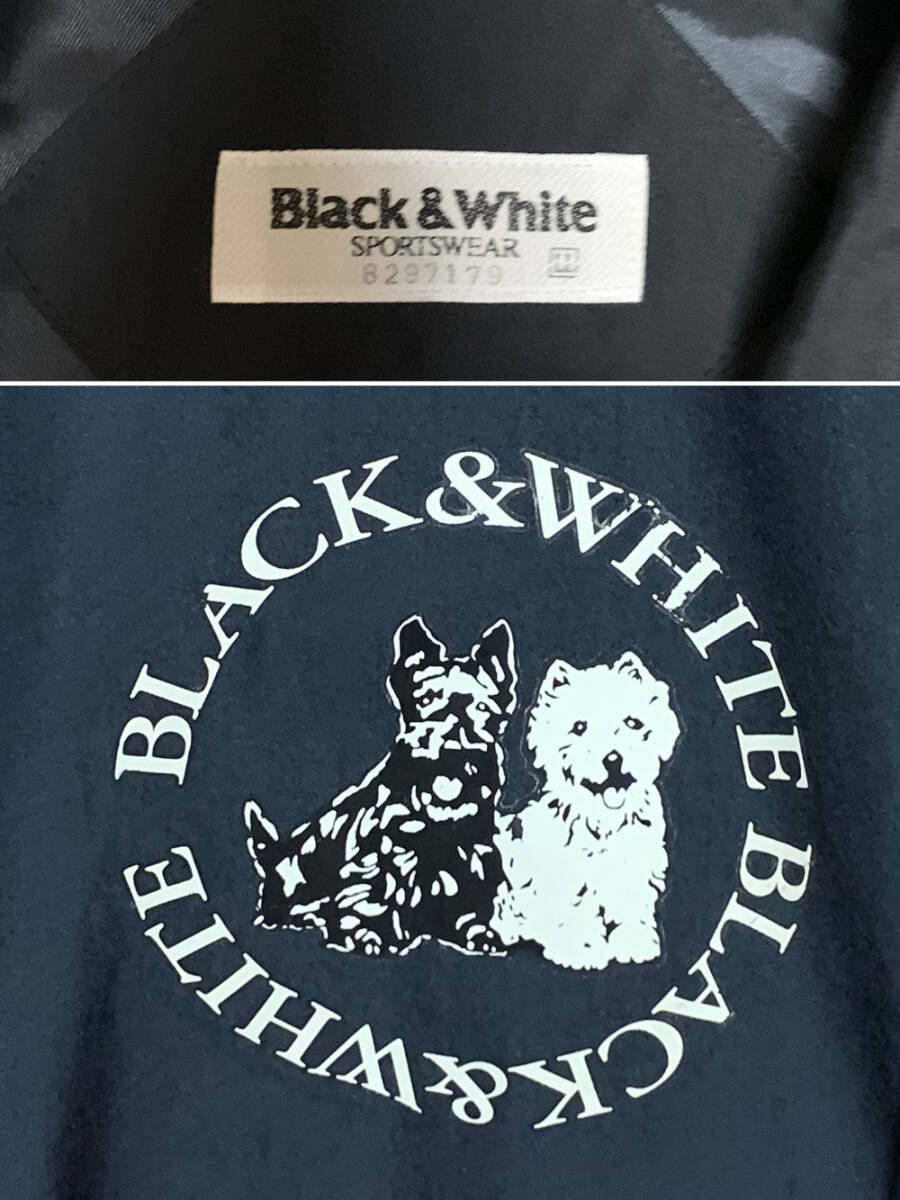 Black & White
SPORTSWEAR
8297179
BLACK & WHITE BLACK & WHITE